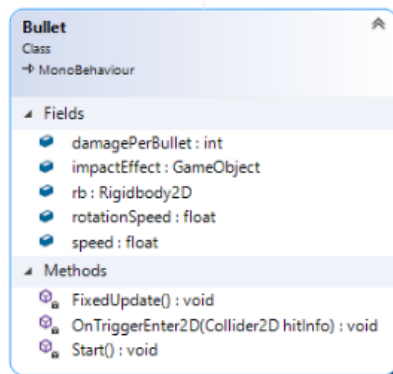 Bullet
Class
MonoBehaviour
Fields
damagePerBullet : int
impactEffect : GameObject
rb : Rigidbody2D
rotationSpeed : float
speed : float
Methods
FixedUpdate() : void
OnTriggerEnter2D(Collider2D hitInfo) : void
Start() : void